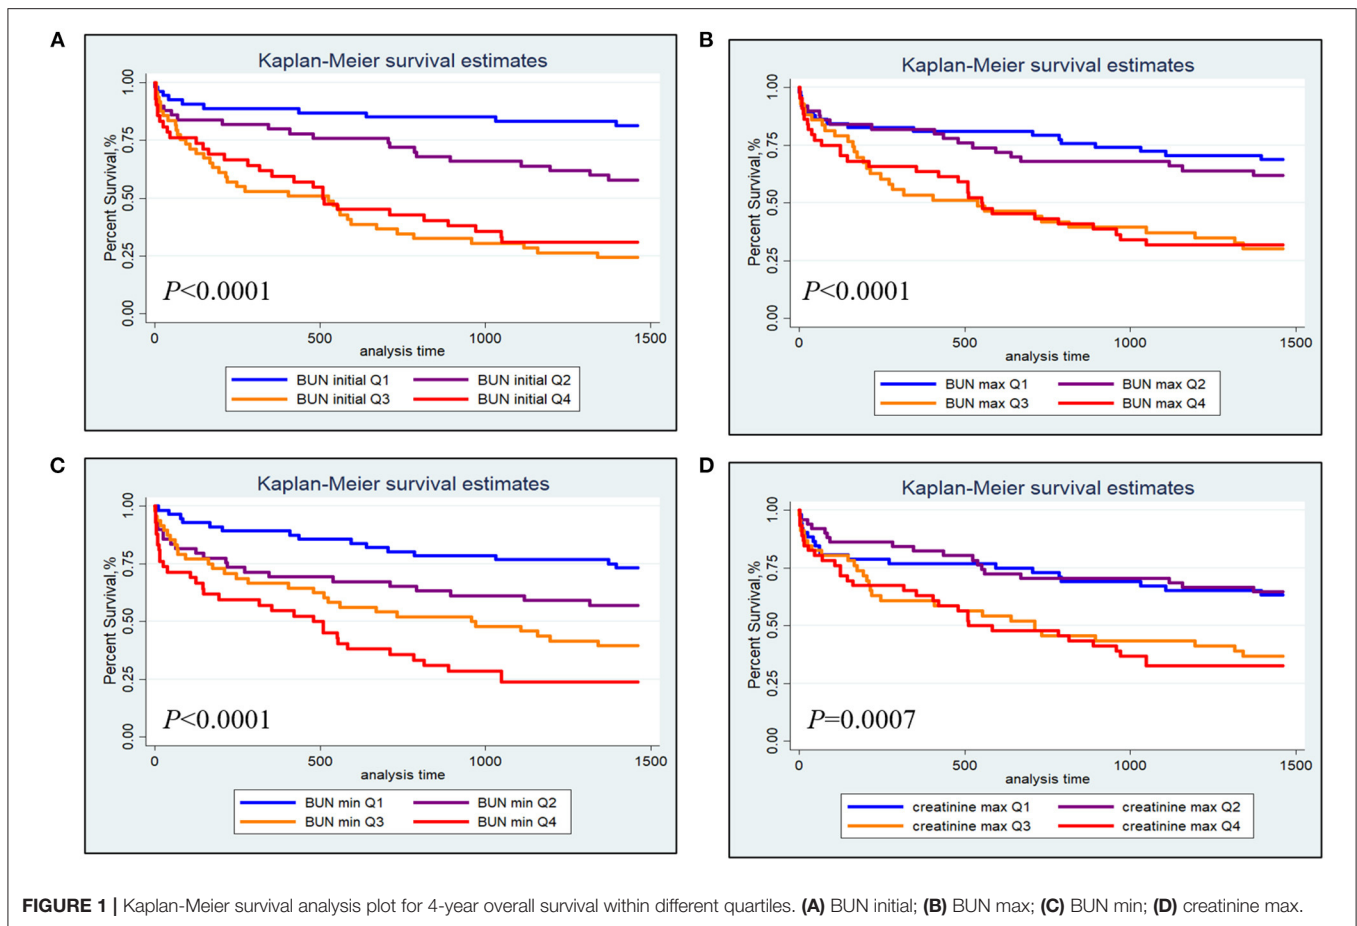 A
Kaplan-Meier survival estimates
Percent Survival,%
1.00
0.75
0.50
0.25
0.00
P<0.0001
0 500 1000 1500
analysis time
BUN initial Q1 BUN initial Q2
BUN initial Q3 BUN initial Q4
B
Kaplan-Meier survival estimates
Percent Survival,%
1.00
0.75
0.50
0.25
0.00
P<0.0001
0 500 1000 1500
analysis time
BUN max Q1 BUN max Q2
BUN max Q3 BUN max Q4
C
Kaplan-Meier survival estimates
Percent Survival,%
1.00
0.75
0.50
0.25
0.00
P<0.0001
0 500 1000 1500
analysis time
BUN min Q1 BUN min Q2
BUN min Q3 BUN min Q4
D
Kaplan-Meier survival estimates
Percent Survival,%
1.00
0.75
0.50
0.25
0.00
P=0.0007
0 500 1000 1500
analysis time
creatinine max Q1 creatinine max Q2
creatinine max Q3 creatinine max Q4
FIGURE 1 | Kaplan-Meier survival analysis plot for 4-year overall survival within different quartiles. (A) BUN initial; (B) BUN max; (C) BUN min; (D) creatinine max.